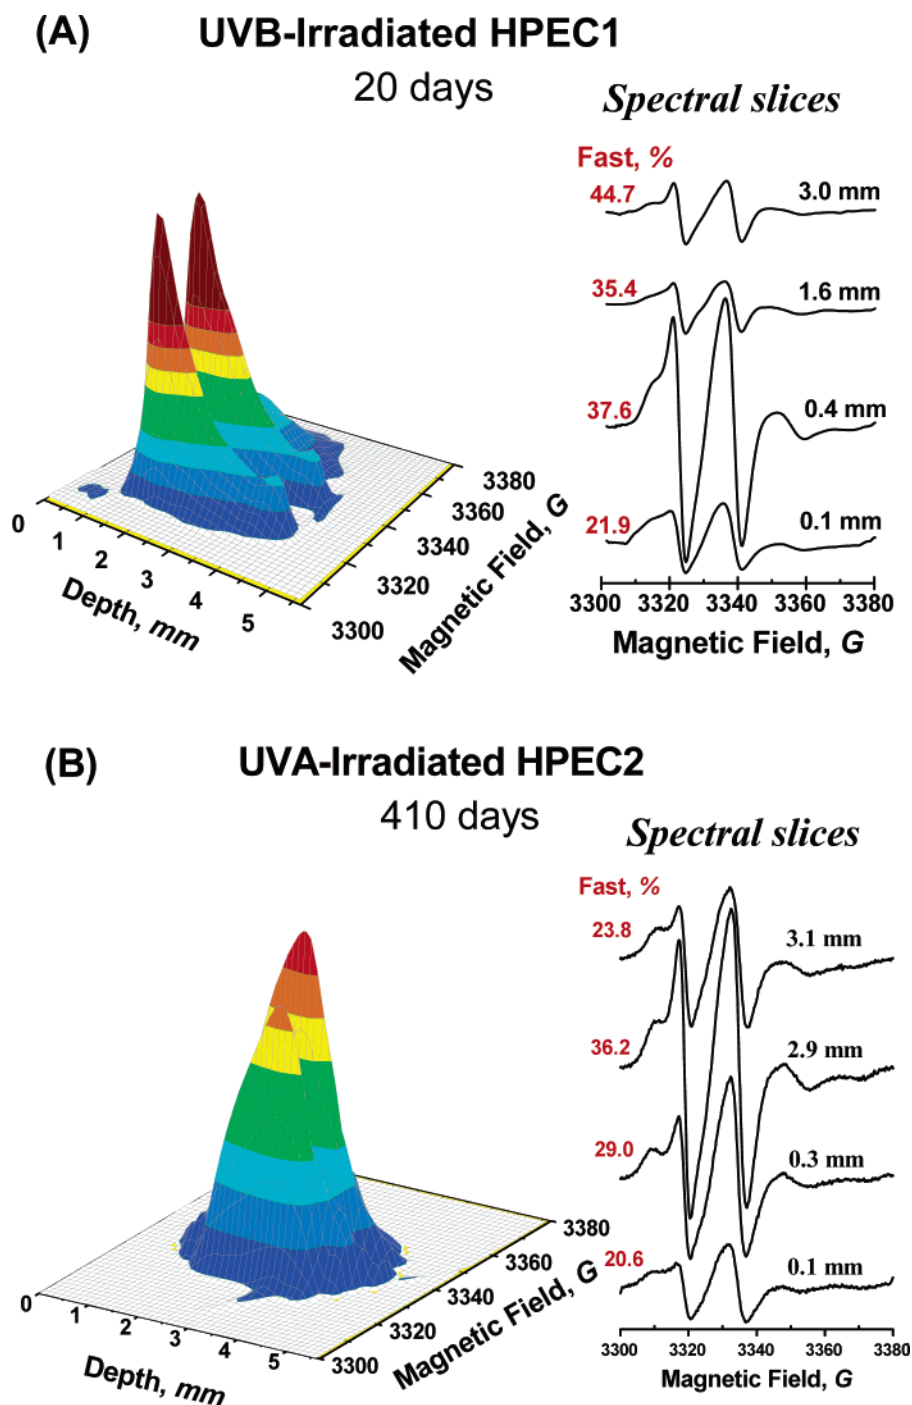 (A) UVB-Irradiated HPEC1
20 days
Spectral slices
Fast, %
44.7 3.0 mm
35.4 1.6 mm
37.6 0.4 mm
21.9 0.1 mm
3300 3320 3340 3360 3380
Magnetic Field, G
0 1 2 3 4 5
Depth, mm
3300 3320 3340 3360 3380
Magnetic Field, G
(B) UVA-Irradiated HPEC2
410 days
Spectral slices
Fast, %
23.8 3.1 mm
36.2 2.9 mm
29.0 0.3 mm
20.6 0.1 mm
3300 3320 3340 3360 3380
Magnetic Field, G
0 1 2 3 4 5
Depth, mm
3300 3320 3340 3360 3380
Magnetic Field, G